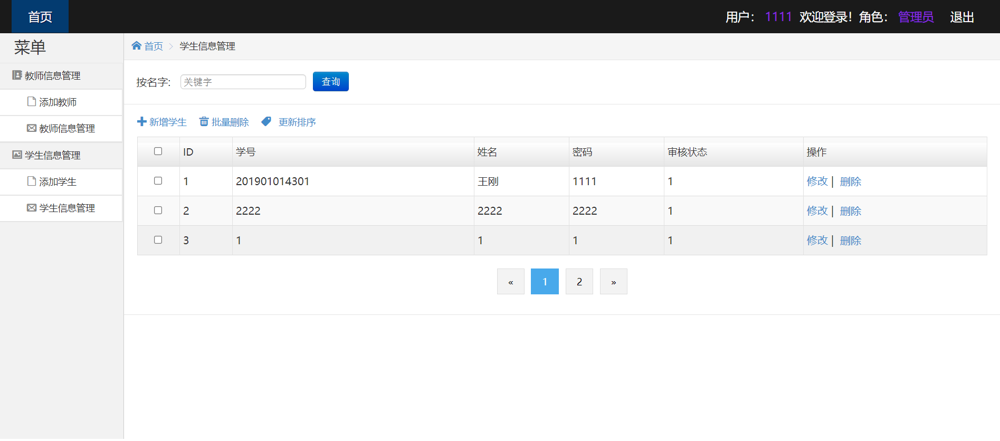 首页 用户： 1111 欢迎登录！角色： 管理员 退出
菜单
教师信息管理
添加教师
教师信息管理
学生信息管理
添加学生
学生信息管理
首页 > 学生信息管理
按名字: 关键字 查询
新增学生 批量删除 更新排序
ID 学号 姓名 密码 审核状态 操作
1 201901014301 王刚 1111 1 修改 | 删除
2 2222 2222 2222 1 修改 | 删除
3 1 1 1 1 修改 | 删除
« 1 2 »